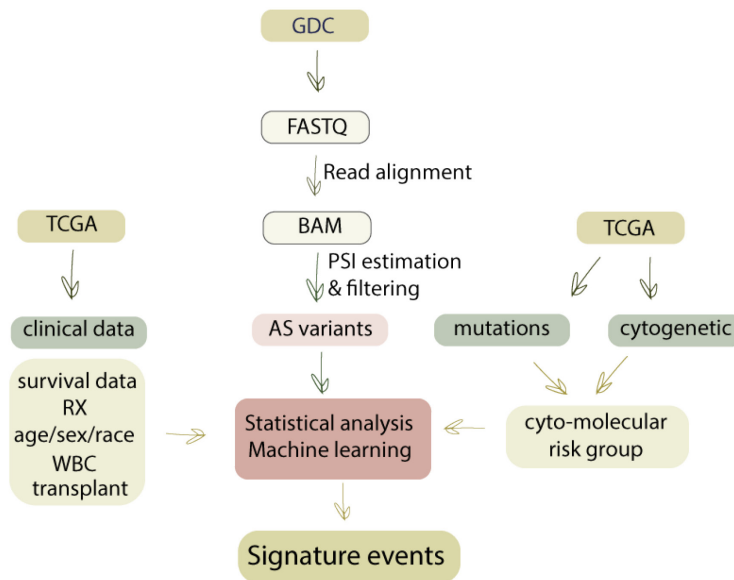 GDC
FASTQ
Read alignment
TCGA
BAM
TCGA
PSI estimation
& filtering
clinical data
AS variants
mutations
cytogenetic
survival data
RX
age/sex/race
WBC
transplant
Statistical analysis
Machine learning
cyto-molecular
risk group
Signature events